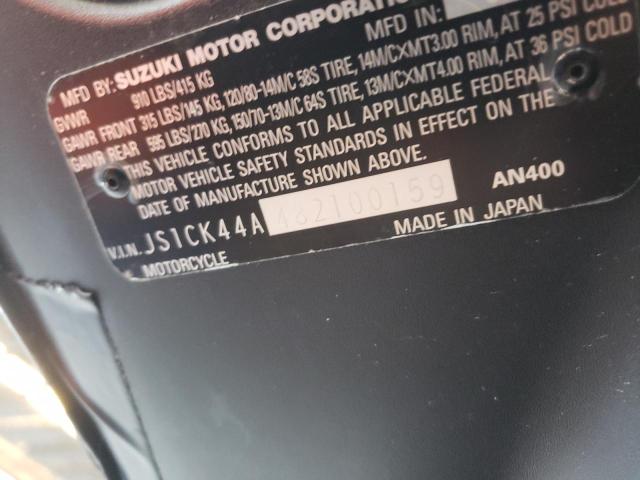 MFD BY: SUZUKI MOTOR CORPORATION MFD IN:
GVWR 910 LBS/415 KG
GAWR FRONT 315 LBS/145 KG, 120/80-14M/C 58S TIRE, 14M/CXMT3.00 RIM, AT 25 PSI COLD
GAWR REAR 595 LBS/270 KG, 150/70-13M/C 64S TIRE, 13M/CXMT4.00 RIM, AT 36 PSI COLD
THIS VEHICLE CONFORMS TO ALL APPLICABLE FEDERAL
MOTOR VEHICLE SAFETY STANDARDS IN EFFECT ON THE
DATE OF MANUFACTURE SHOWN ABOVE.
V.I.N. JS1CK44A462100159 AN400
MOTORCYCLE MADE IN JAPAN